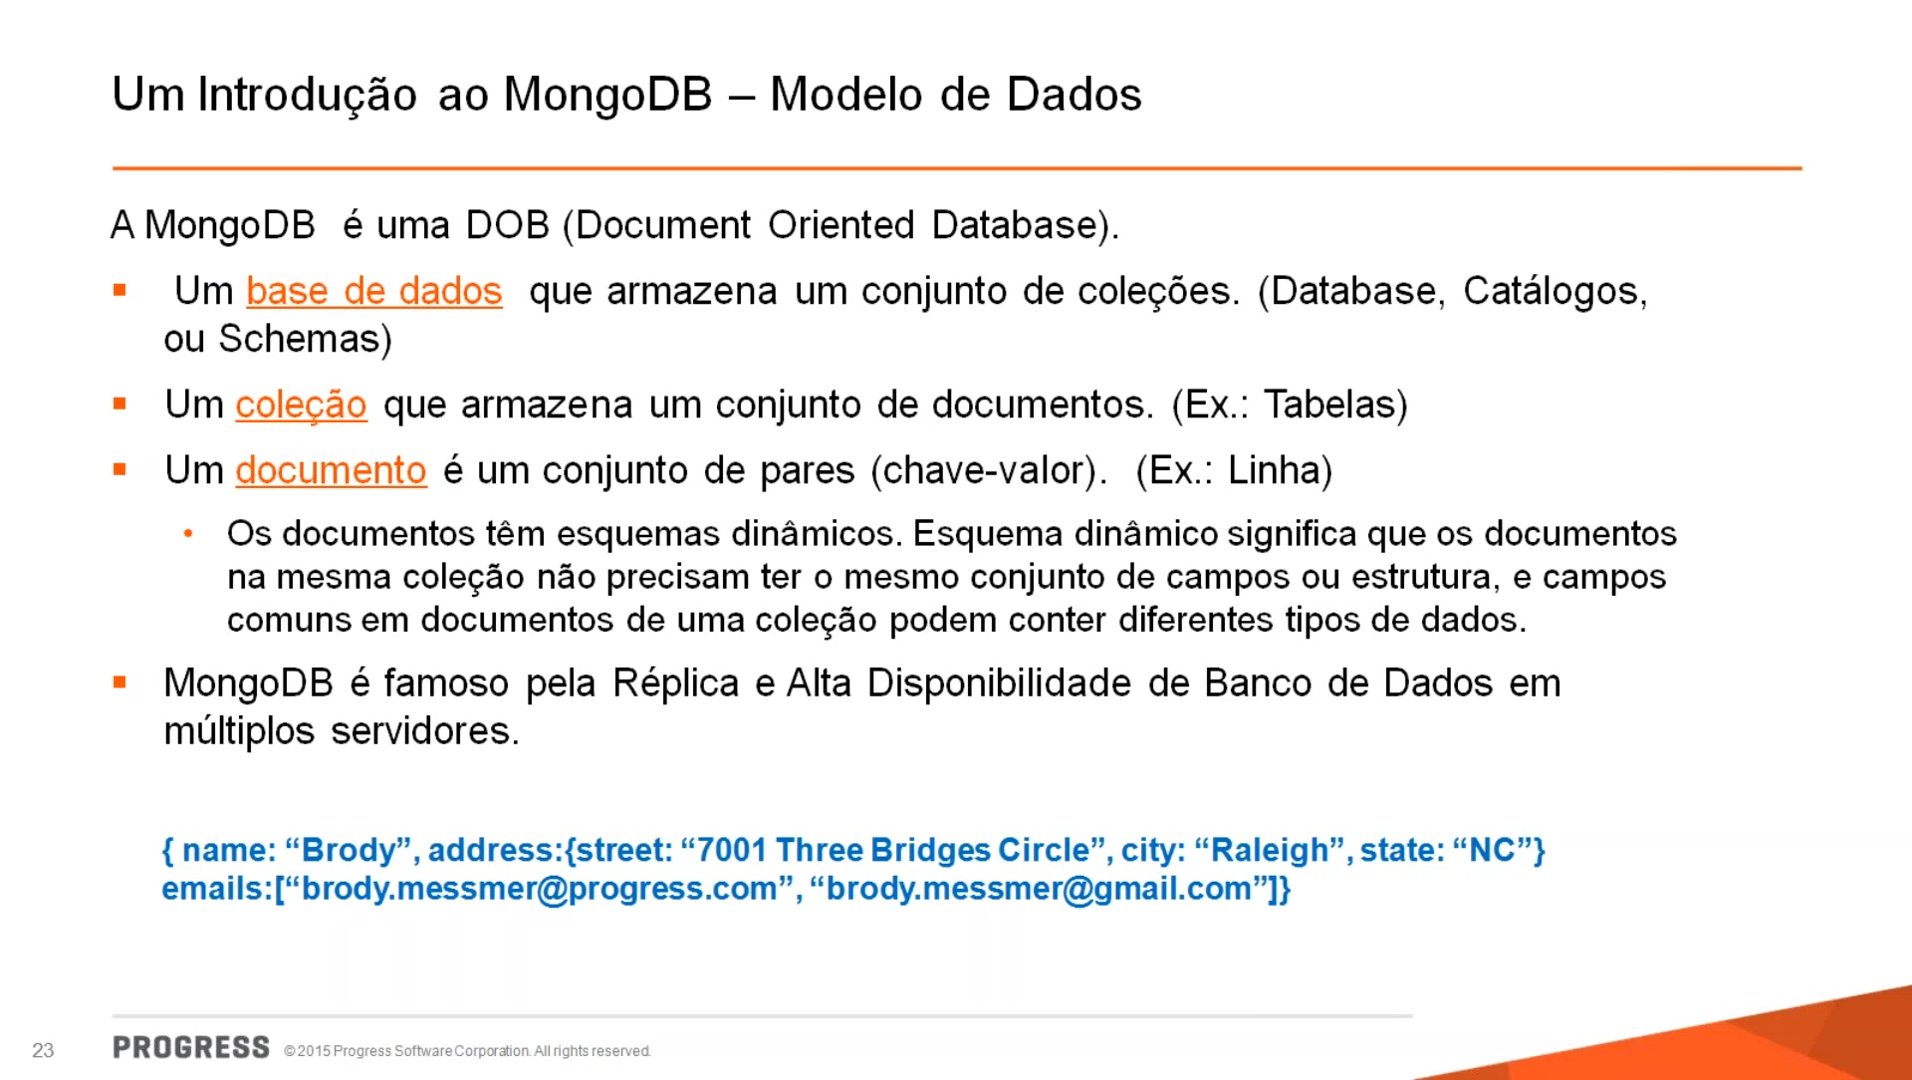 Um Introdução ao MongoDB – Modelo de Dados
A MongoDB é uma DOB (Document Oriented Database).
▪ Um base de dados que armazena um conjunto de coleções. (Database, Catálogos,
ou Schemas)
▪ Um coleção que armazena um conjunto de documentos. (Ex.: Tabelas)
▪ Um documento é um conjunto de pares (chave-valor). (Ex.: Linha)
• Os documentos têm esquemas dinâmicos. Esquema dinâmico significa que os documentos
na mesma coleção não precisam ter o mesmo conjunto de campos ou estrutura, e campos
comuns em documentos de uma coleção podem conter diferentes tipos de dados.
▪ MongoDB é famoso pela Réplica e Alta Disponibilidade de Banco de Dados em
múltiplos servidores.
{ name: “Brody”, address:{street: “7001 Three Bridges Circle”, city: “Raleigh”, state: “NC”}
emails:[“brody.messmer@progress.com”, “brody.messmer@gmail.com”]}
23 PROGRESS © 2015 Progress Software Corporation. All rights reserved.